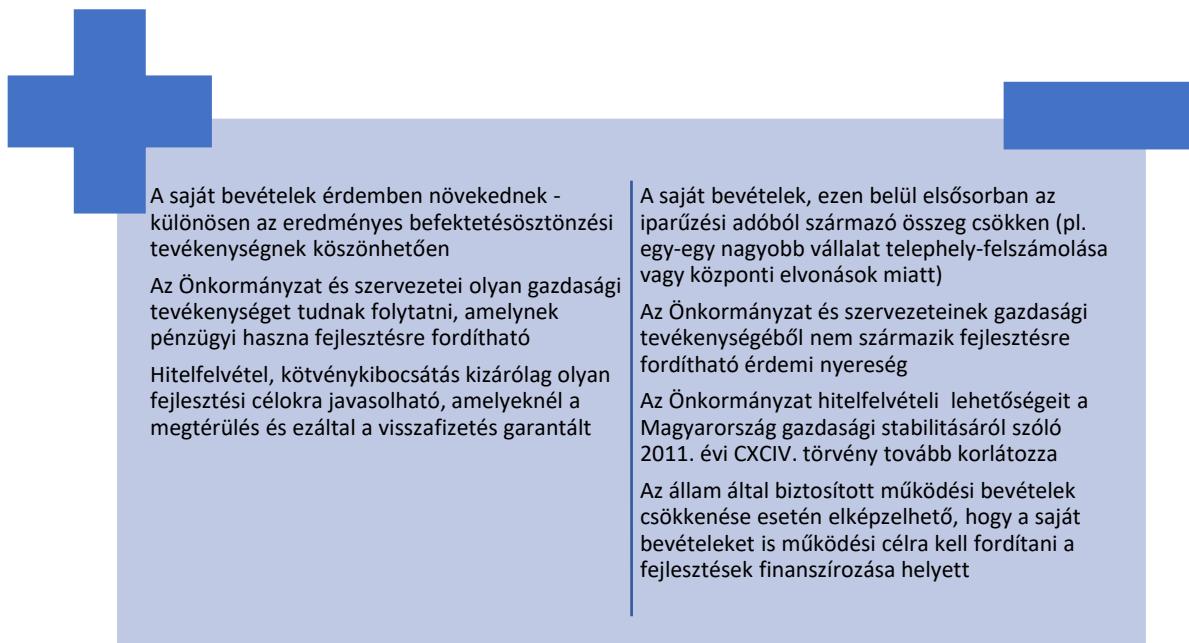 A saját bevételek érdemben növekednek -
különösen az eredményes befektetésösztönzési
tevékenységnek köszönhetően
Az Önkormányzat és szervezetei olyan gazdasági
tevékenységet tudnak folytatni, amelynek
pénzügyi haszna fejlesztésre fordítható
Hitelfelvétel, kötvénykibocsátás kizárólag olyan
fejlesztési célokra javasolható, amelyeknél a
megtérülés és ezáltal a visszafizetés garantált
A saját bevételek, ezen belül elsősorban az
iparűzési adóból származó összeg csökken (pl.
egy-egy nagyobb vállalat telephely-felszámolása
vagy központi elvonások miatt)
Az Önkormányzat és szervezeteinek gazdasági
tevékenységéből nem származik fejlesztésre
fordítható érdemi nyereség
Az Önkormányzat hitelfelvételi  lehetőségeit a
Magyarország gazdasági stabilitásáról szóló
2011. évi CXCIV. törvény tovább korlátozza
Az állam által biztosított működési bevételek
csökkenése esetén elképzelhető, hogy a saját
bevételeket is működési célra kell fordítani a
fejlesztések finanszírozása helyett